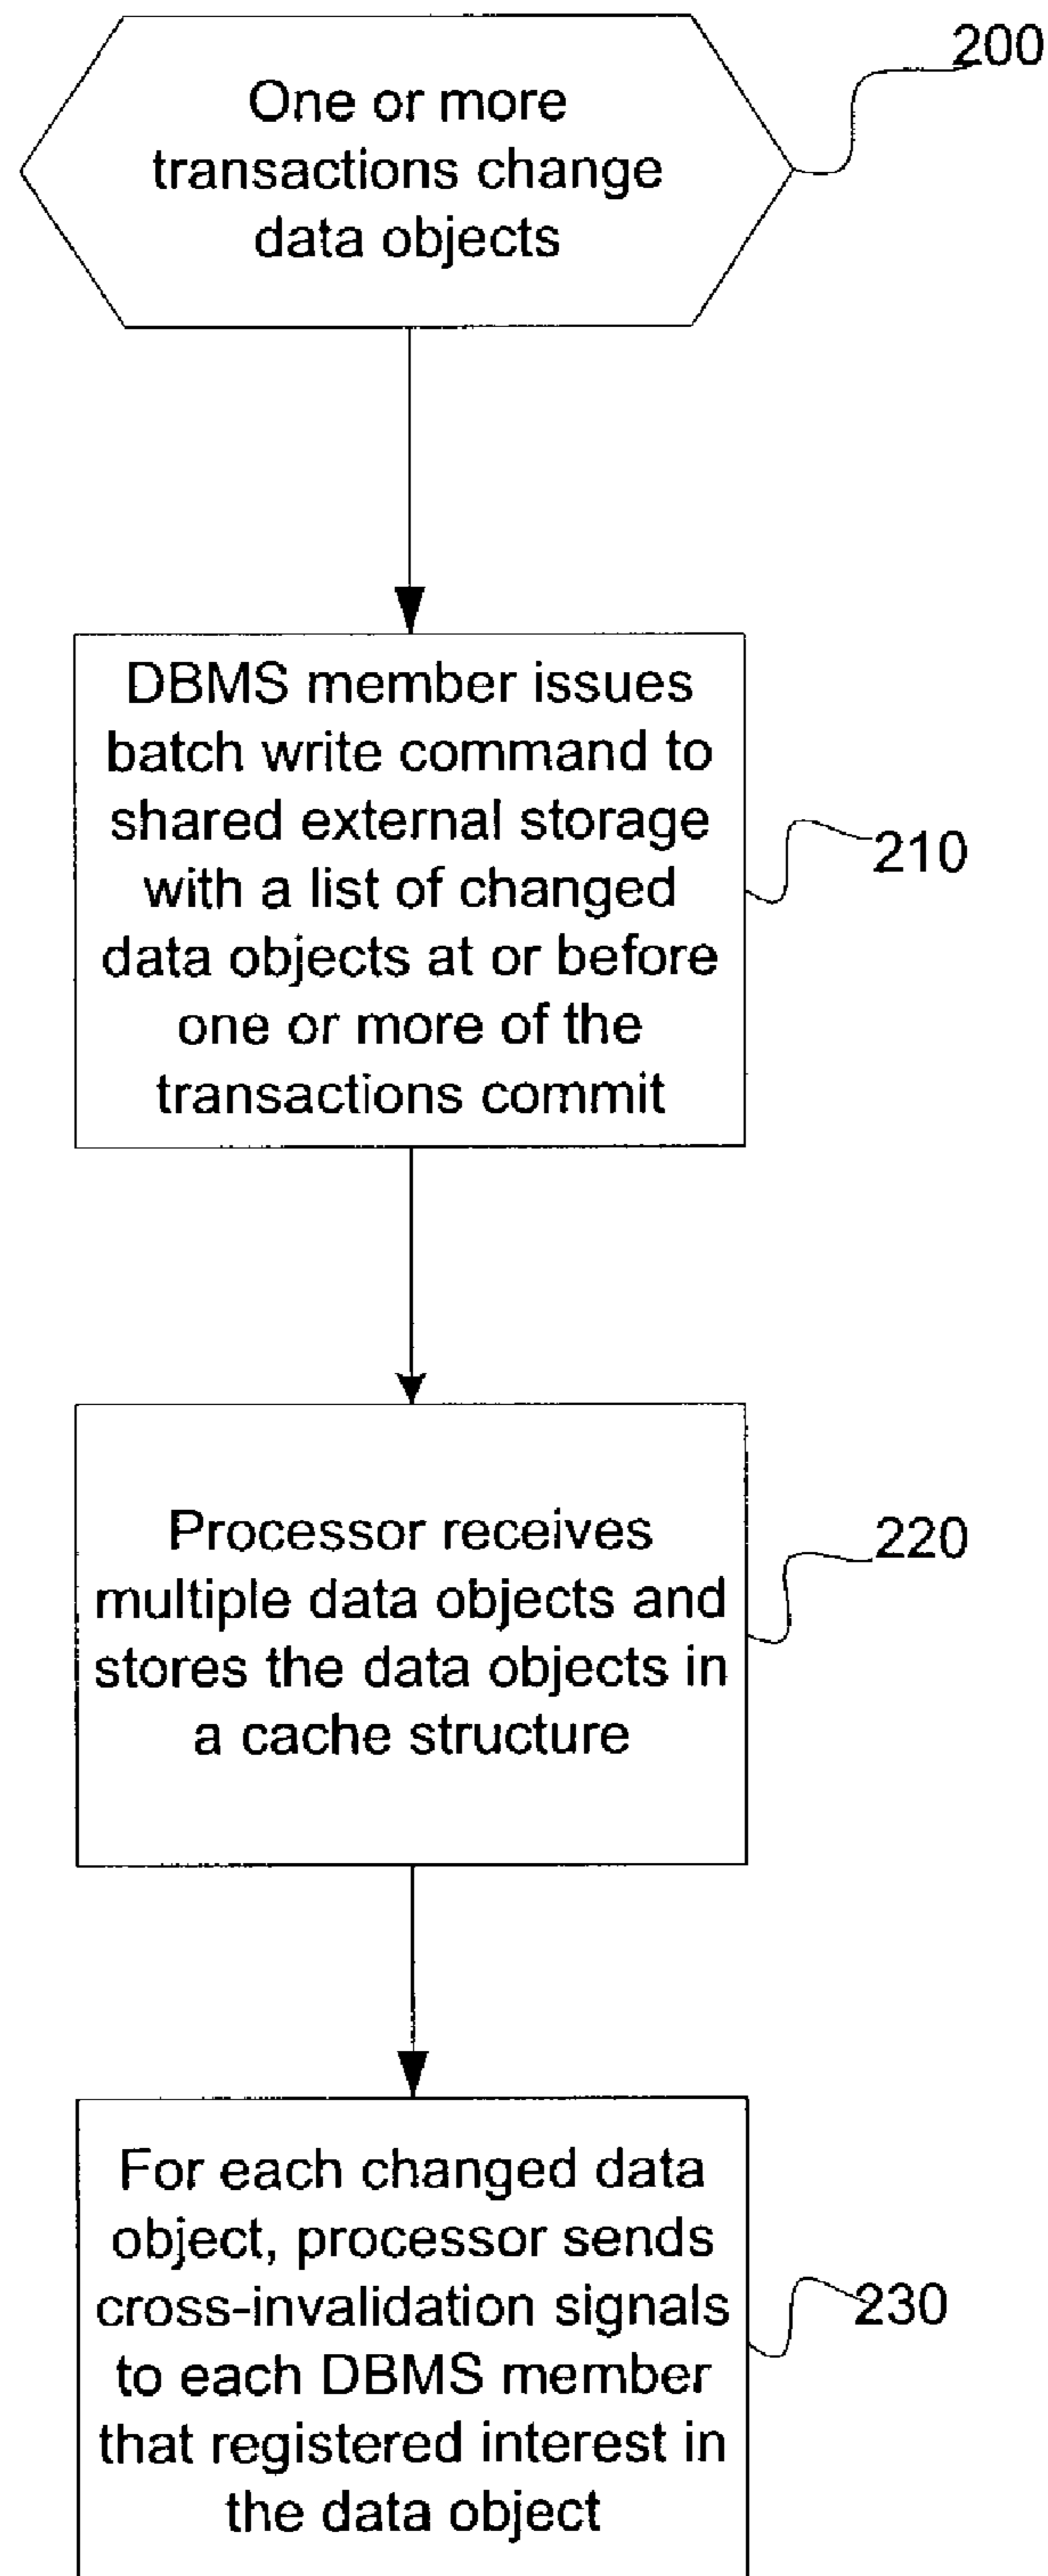 One or more
transactions change
data objects
200
DBMS member issues
batch write command to
shared external storage
with a list of changed
data objects at or before
one or more of the
transactions commit
210
Processor receives
multiple data objects and
stores the data objects in
a cache structure
220
For each changed data
object, processor sends
cross-invalidation signals
to each DBMS member
that registered interest in
the data object
230